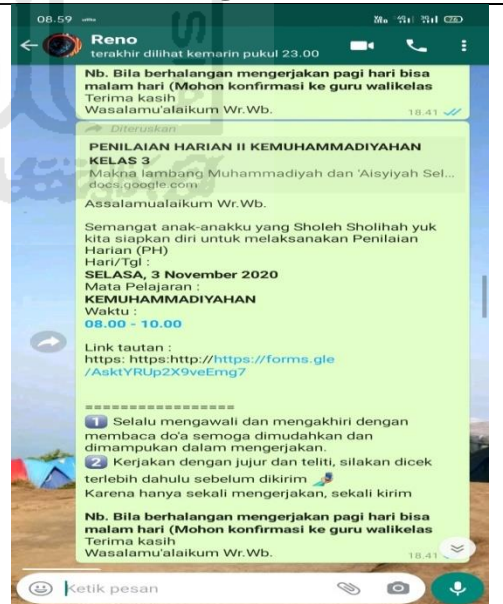 08.59
Reno
terakhir dilihat kemarin pukul 23.00
Nb. Bila berhalangan mengerjakan pagi hari bisa
malam hari (Mohon konfirmasi ke guru walikelas
Terima kasih
Wasalamu'alaikum Wr.Wb.
18.41
Diteruskan
PENILAIAN HARIAN II KEMUHAMMADIYAHAN
KELAS 3
Makna lambang Muhammadiyah dan 'Aisyiyah Sel...
docs.google.com
Assalamualaikum Wr.Wb.
Semangat anak-anakku yang Sholeh Sholihah yuk
kita siapkan diri untuk melaksanakan Penilaian
Harian (PH)
Hari/Tgl :
SELASA, 3 November 2020
Mata Pelajaran :
KEMUHAMMADIYAHAN
Waktu :
08.00 - 10.00
Link tautan :
https: https:http://https://forms.gle
/AsktYRUp2X9veEmg7
=================
1 Selalu mengawali dan mengakhiri dengan
membaca do'a semoga dimudahkan dan
dimampukan dalam mengerjakan.
2 Kerjakan dengan jujur dan teliti, silakan dicek
terlebih dahulu sebelum dikirim
Karena hanya sekali mengerjakan, sekali kirim
Nb. Bila berhalangan mengerjakan pagi hari bisa
malam hari (Mohon konfirmasi ke guru walikelas
Terima kasih
Wasalamu'alaikum Wr.Wb.
18.41
Ketik pesan